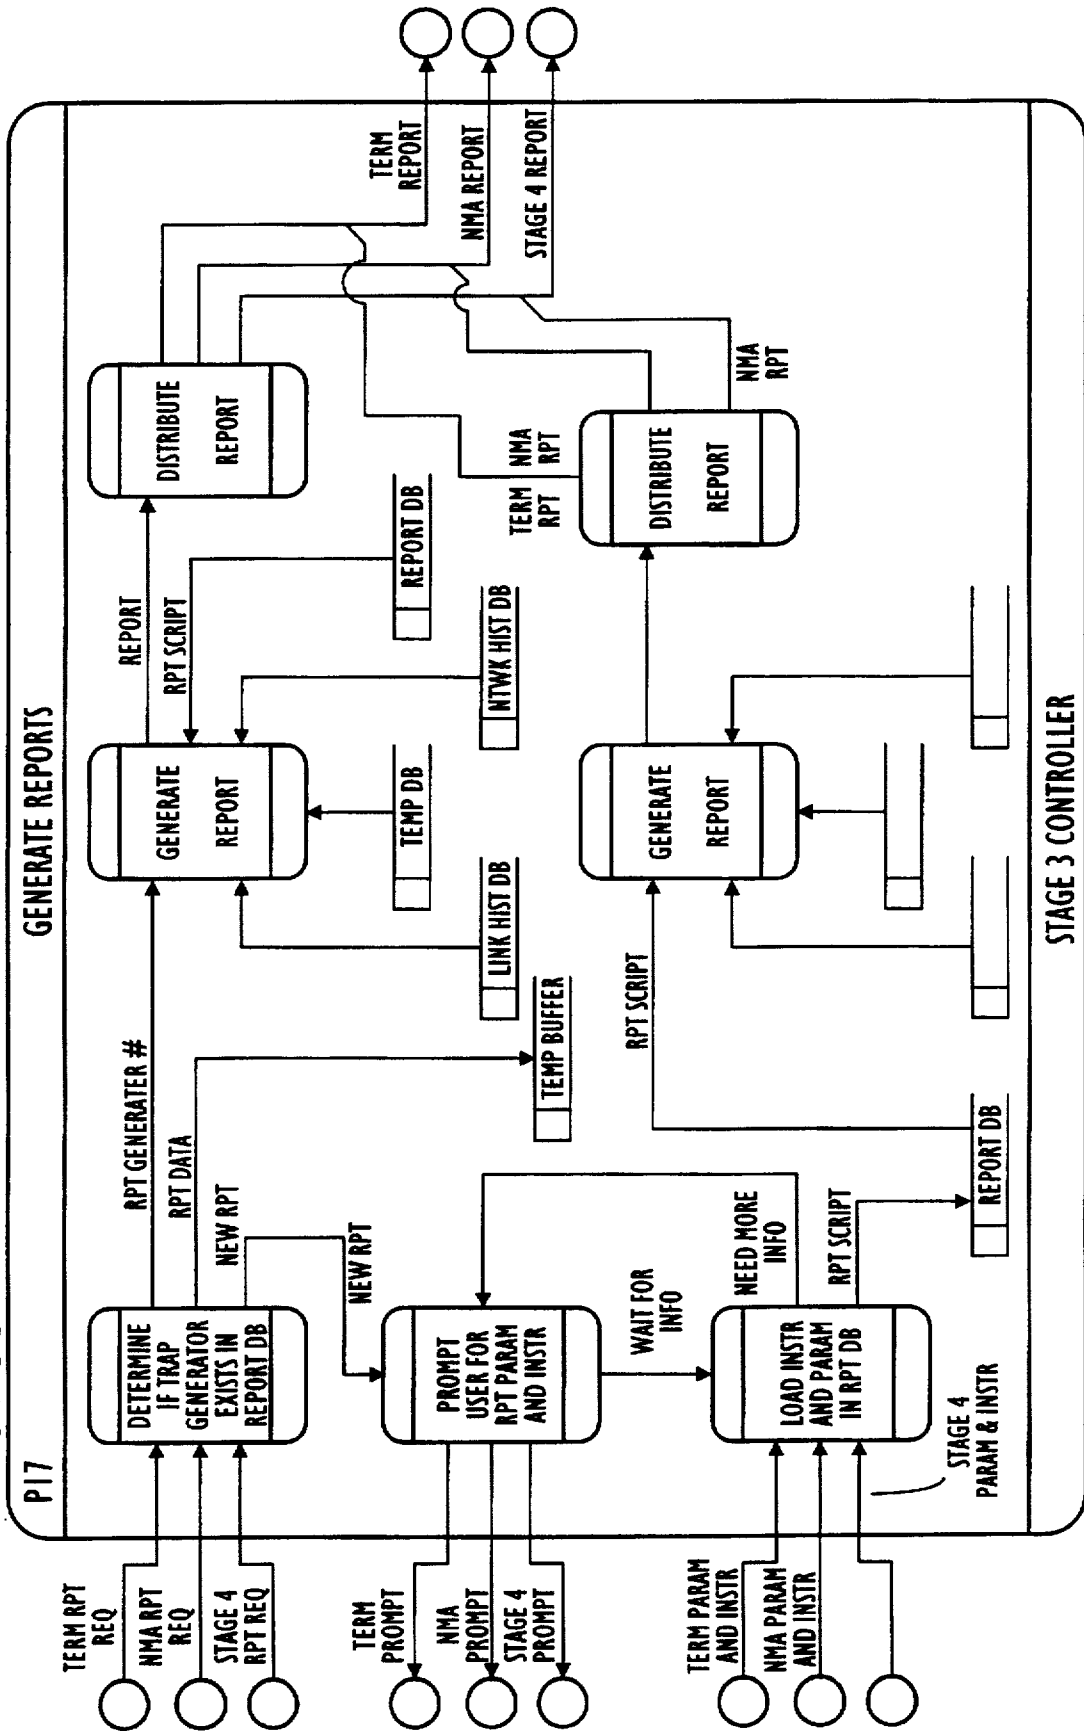 P17
GENERATE REPORTS
TERM RPT
REQ
NMA RPT
REQ
STAGE 4
RPT REQ
DETERMINE
IF TRAP
GENERATOR
EXISTS IN
REPORT DB
RPT GENERATER #
RPT DATA
NEW RPT
NEW RPT
GENERATE
REPORT
REPORT
RPT SCRIPT
DISTRIBUTE
REPORT
TERM
REPORT
NMA REPORT
STAGE 4 REPORT
LINK HIST DB
TEMP DB
NTWK HIST DB
REPORT DB
TEMP BUFFER
TERM
PROMPT
NMA
PROMPT
STAGE 4
PROMPT
PROMPT
USER FOR
RPT PARAM
AND INSTR
WAIT FOR
INFO
NEED MORE
INFO
TERM PARAM
AND INSTR
NMA PARAM
AND INSTR
STAGE 4
PARAM & INSTR
LOAD INSTR
AND PARAM
IN RPT DB
RPT SCRIPT
REPORT DB
RPT SCRIPT
GENERATE
REPORT
DISTRIBUTE
REPORT
TERM
RPT
NMA
RPT
NMA
RPT
STAGE 3 CONTROLLER